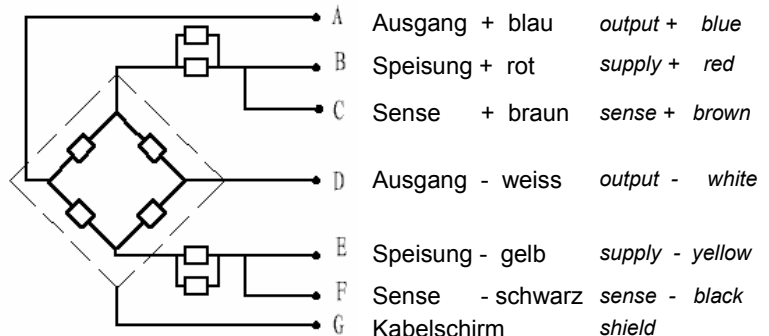 A Ausgang + blau output + blue
B Speisung + rot supply + red
C Sense + braun sense + brown
D Ausgang - weiss output - white
E Speisung - gelb supply - yellow
F Sense - schwarz sense - black
G Kabelschirm shield